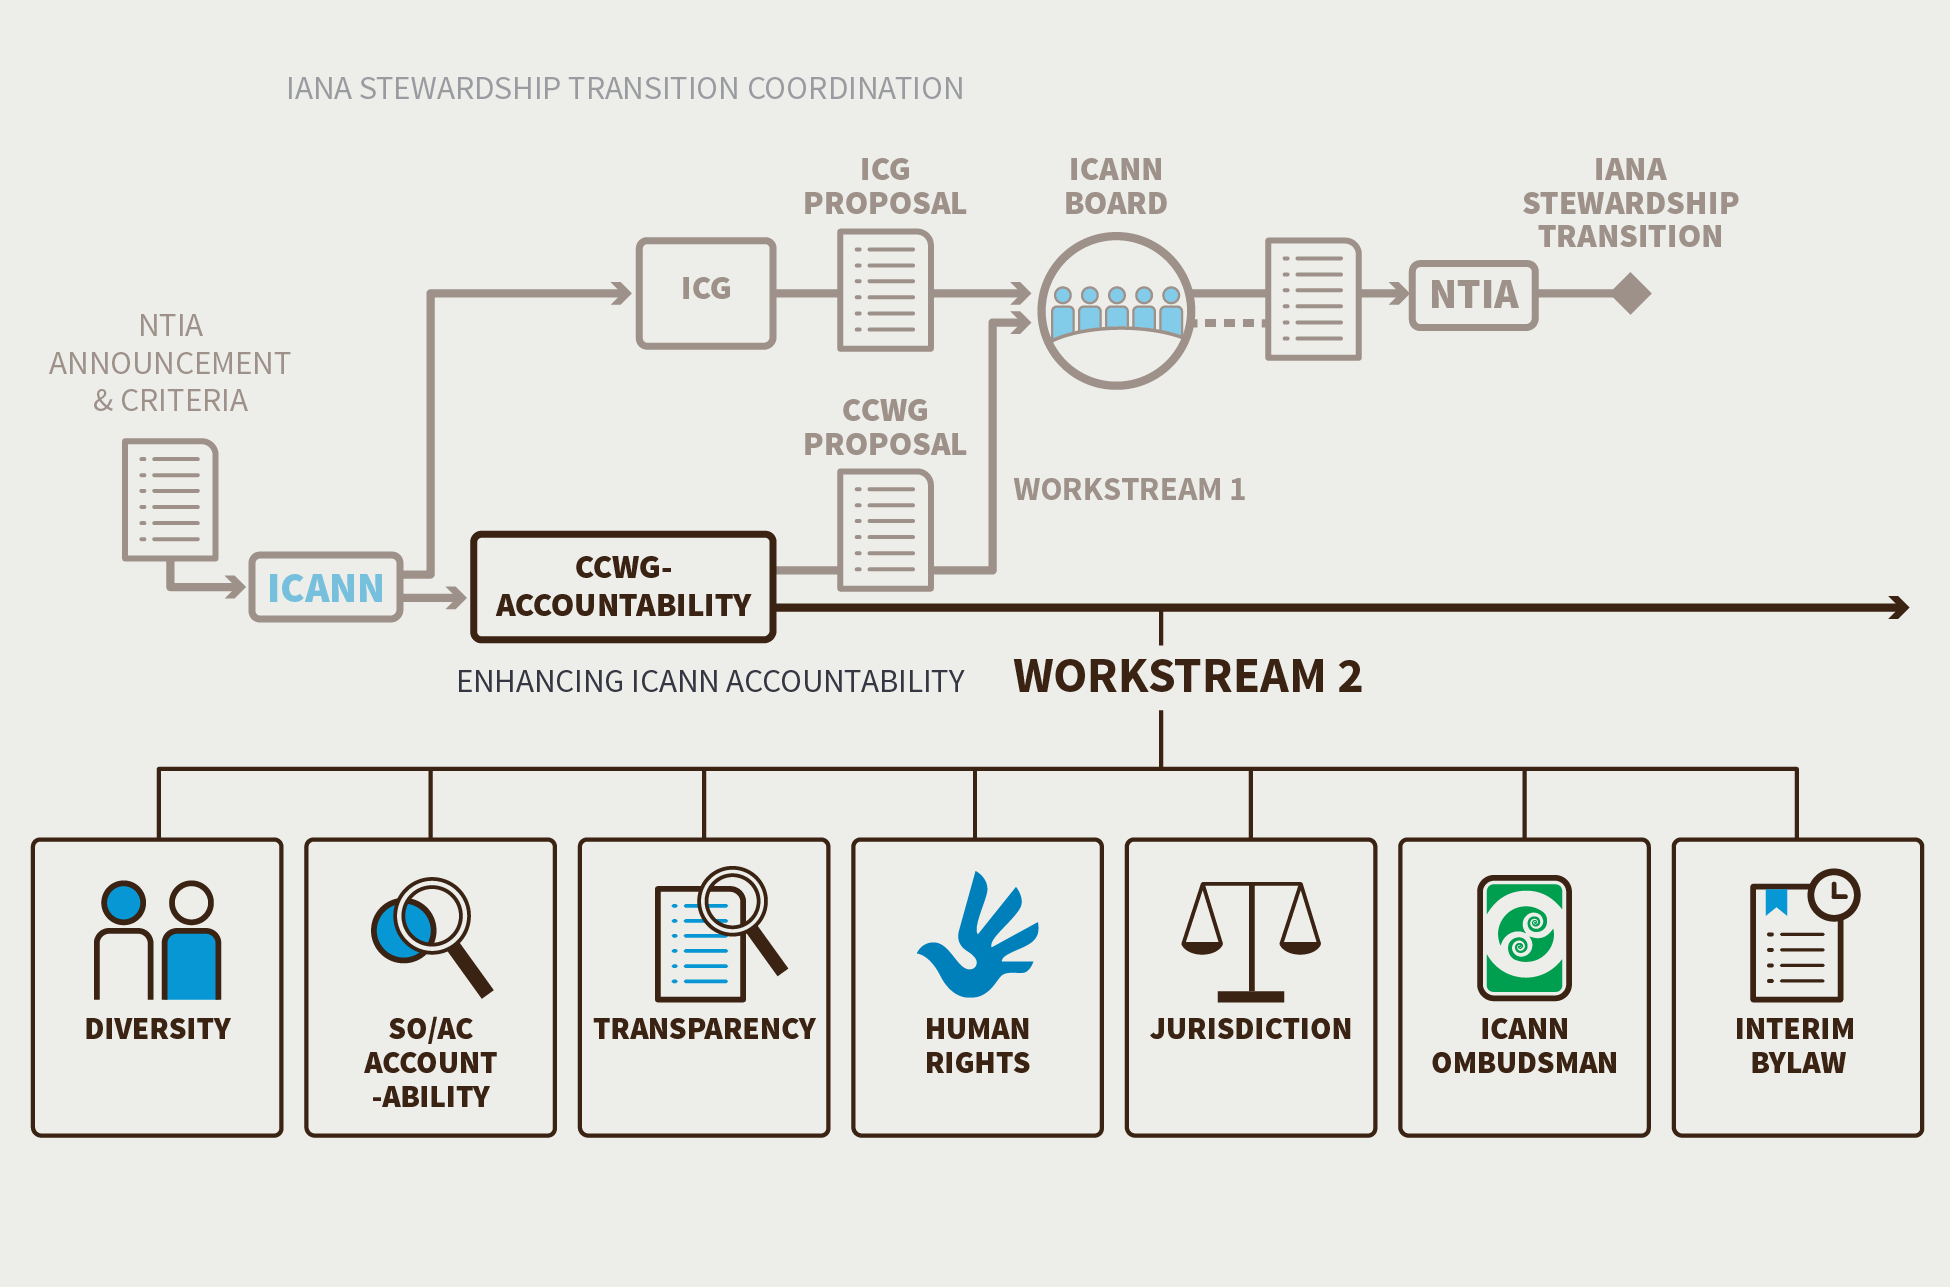 IANA STEWARDSHIP TRANSITION COORDINATION
ICG
PROPOSAL
ICANN
BOARD
IANA
STEWARDSHIP
TRANSITION
ICG
NTIA
NTIA
ANNOUNCEMENT
& CRITERIA
CCWG
PROPOSAL
WORKSTREAM 1
ICANN
CCWG-
ACCOUNTABILITY
ENHANCING ICANN ACCOUNTABILITY
WORKSTREAM 2
DIVERSITY
SO/AC
ACCOUNT
-ABILITY
TRANSPARENCY
HUMAN
RIGHTS
JURISDICTION
ICANN
OMBUDSMAN
INTERIM
BYLAW